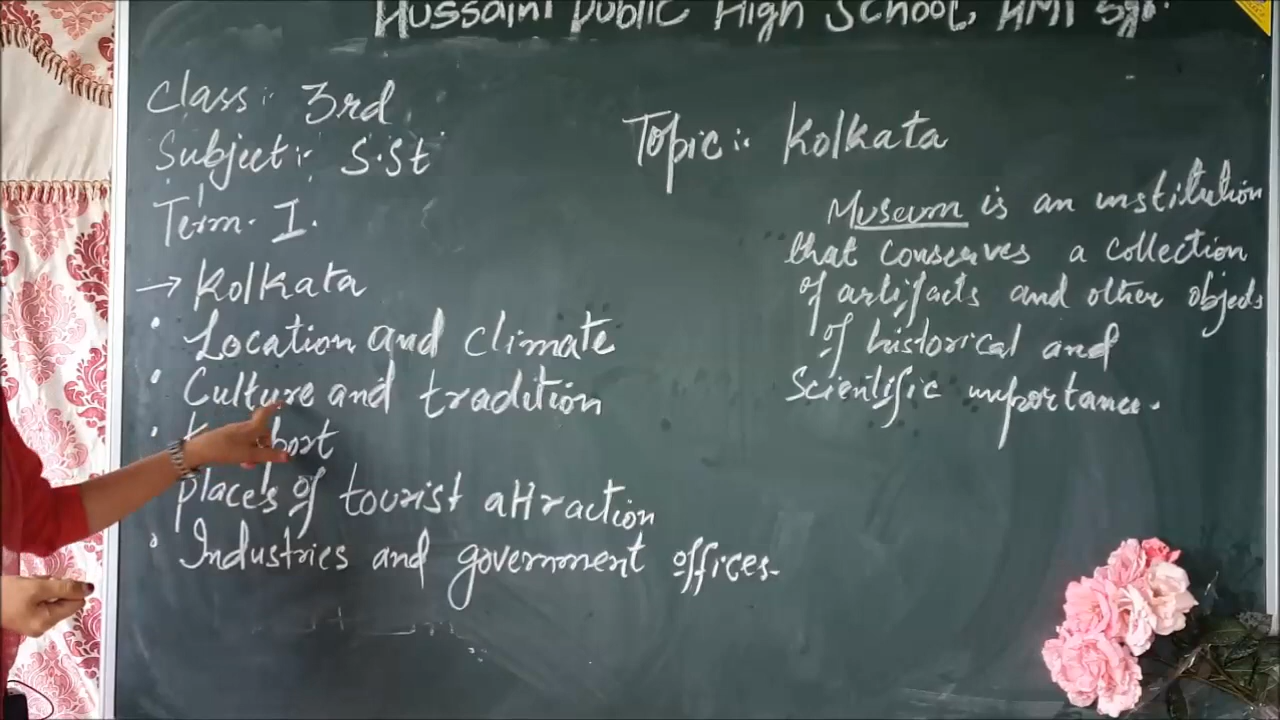 Hussaini Public High School, HMT Sgr.
Class:- 3rd
Subject:- S.St
Term- I.
→ Kolkata
• Location and climate
• Culture and tradition
places of tourist attraction
• Industries and government offices.
Topic:- Kolkata
Museum is an institution
that conserves a collection
of artifacts and other objects
of historical and
Scientific importance.